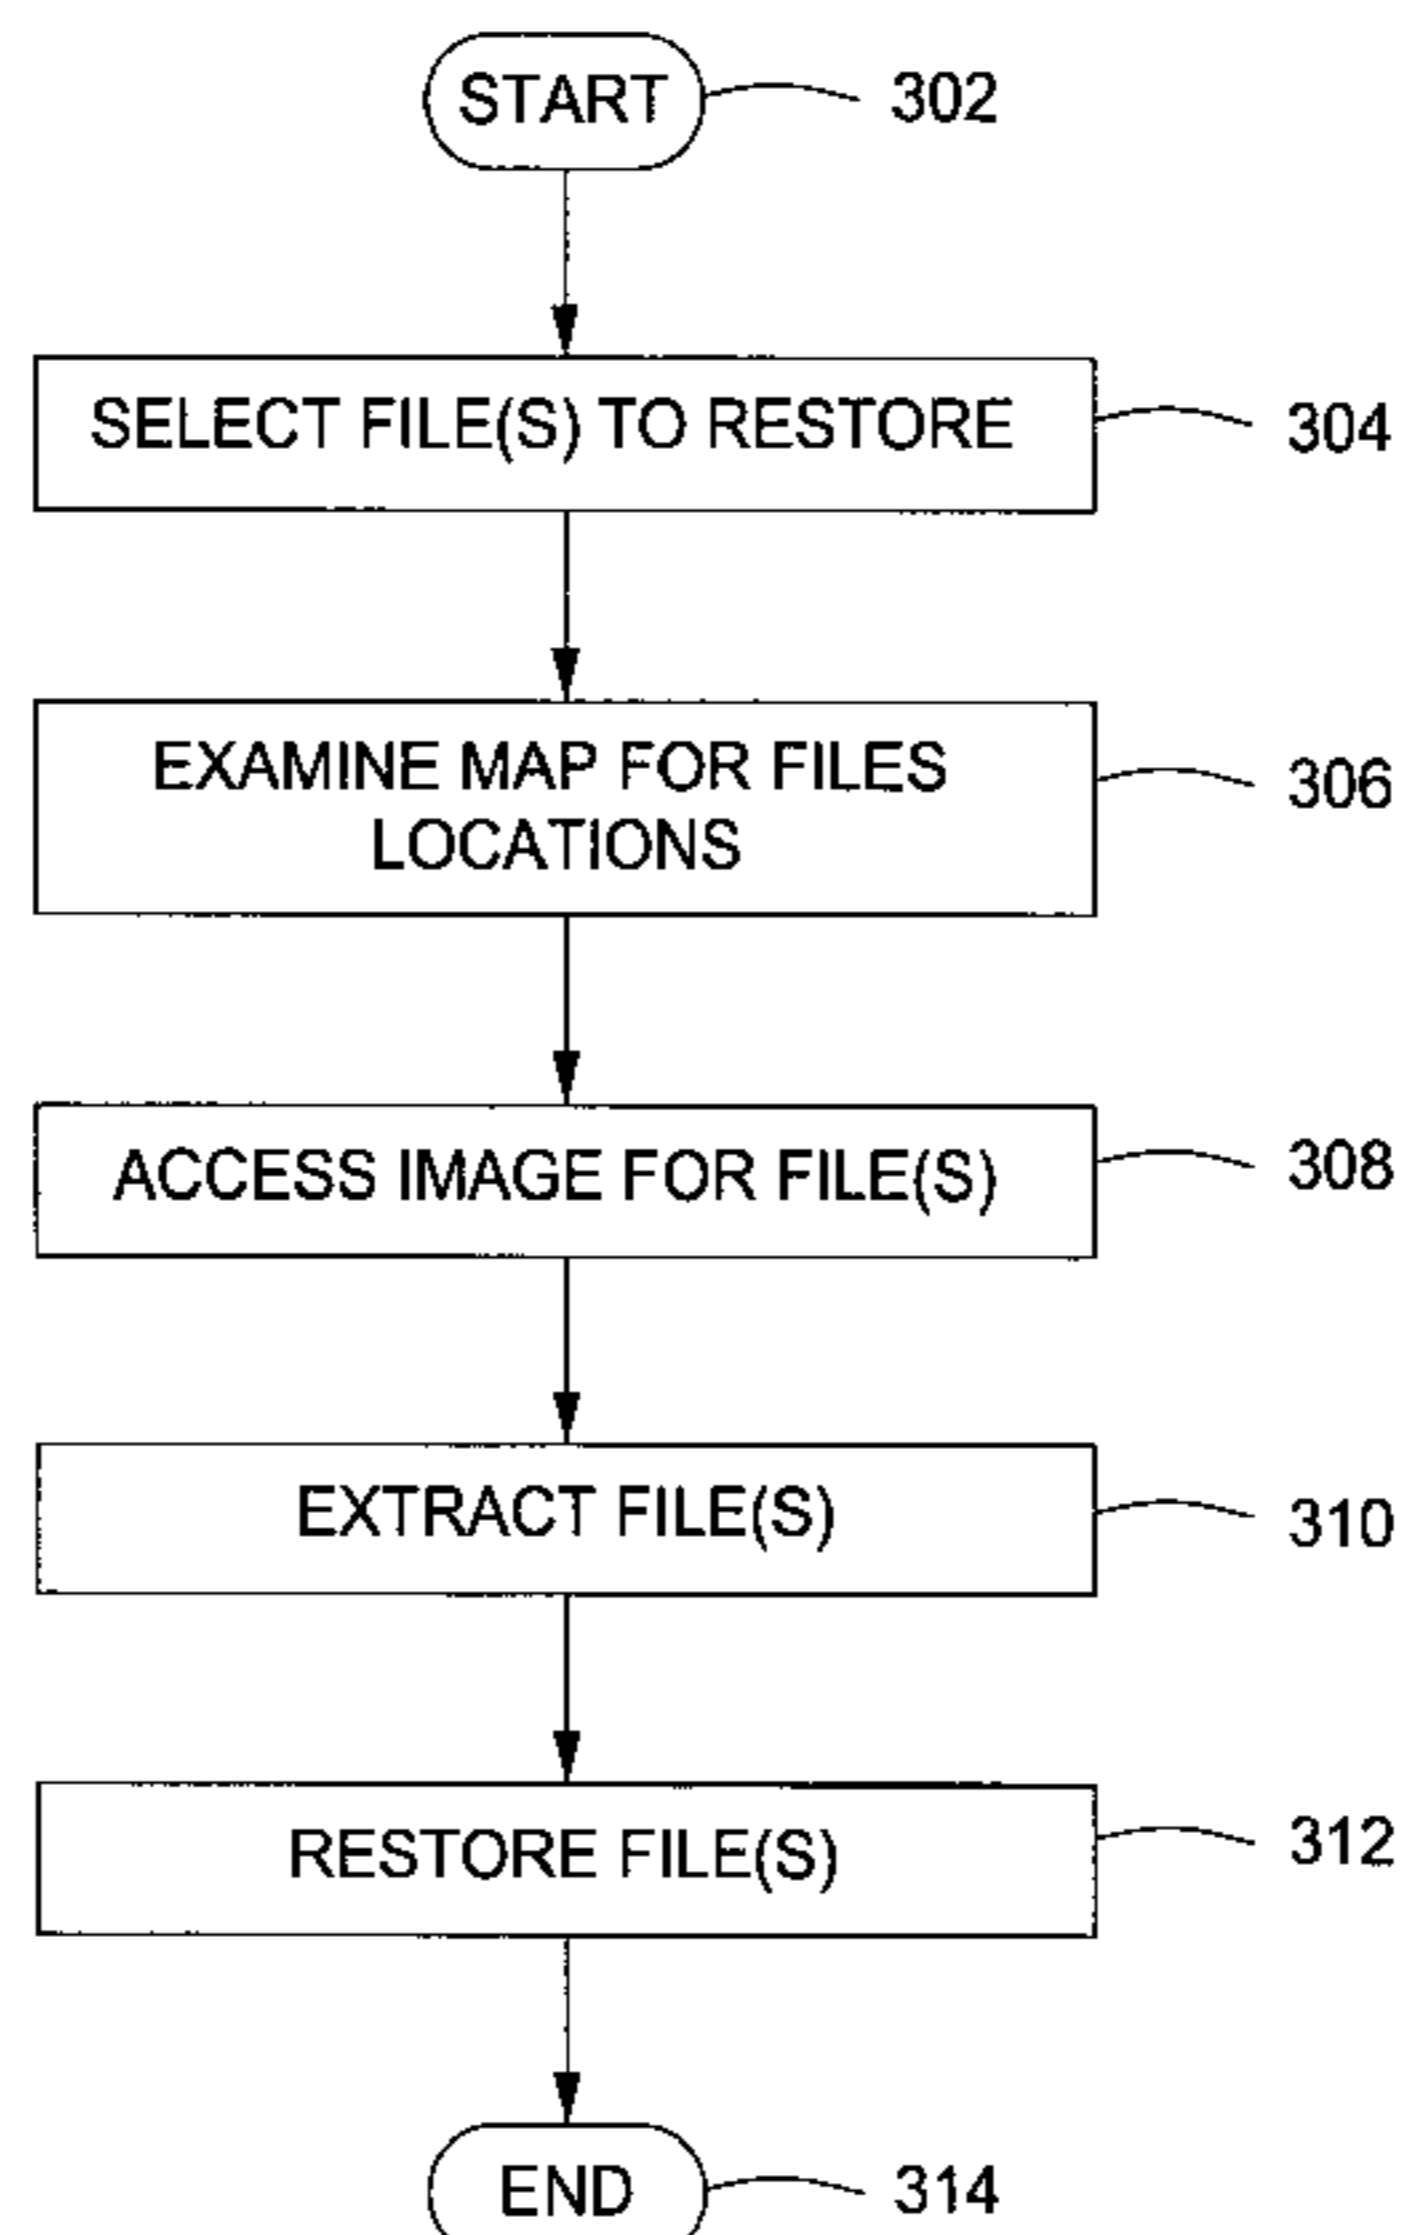 START
302
SELECT FILE(S) TO RESTORE
304
EXAMINE MAP FOR FILES
LOCATIONS
306
ACCESS IMAGE FOR FILE(S)
308
EXTRACT FILE(S)
310
RESTORE FILE(S)
312
END
314